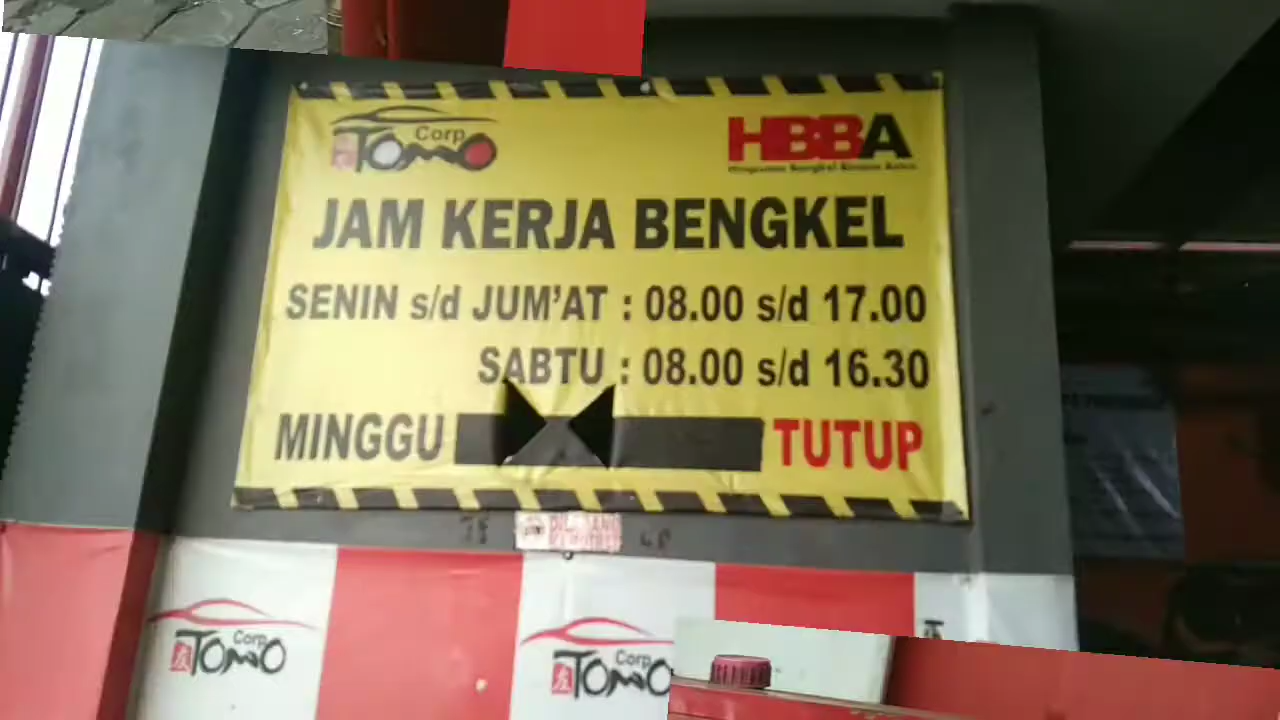 Corp
TOMO
HBBA
JAM KERJA BENGKEL
SENIN s/d JUM'AT : 08.00 s/d 17.00
SABTU : 08.00 s/d 16.30
MINGGU TUTUP
Corp
TOMO
Corp
TOMO